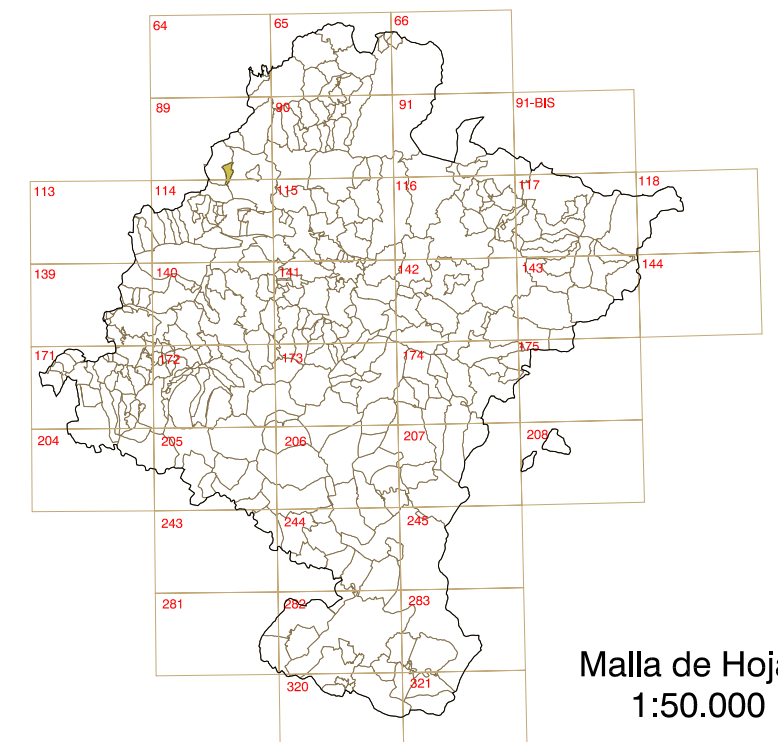 64 65 66
89 90 91 91-BIS
113 114 115 116 117 118
139 140 141 142 143 144
171 172 173 174 175
204 205 206 207 208
243 244 245
281 282 283
320 321
Malla de Hoja
1:50.000